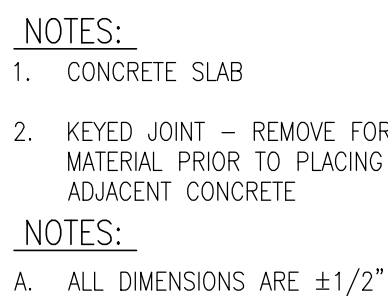 NOTES:
1. CONCRETE SLAB
2. KEYED JOINT – REMOVE FOR
MATERIAL PRIOR TO PLACING
ADJACENT CONCRETE
NOTES:
A. ALL DIMENSIONS ARE ±1/2"